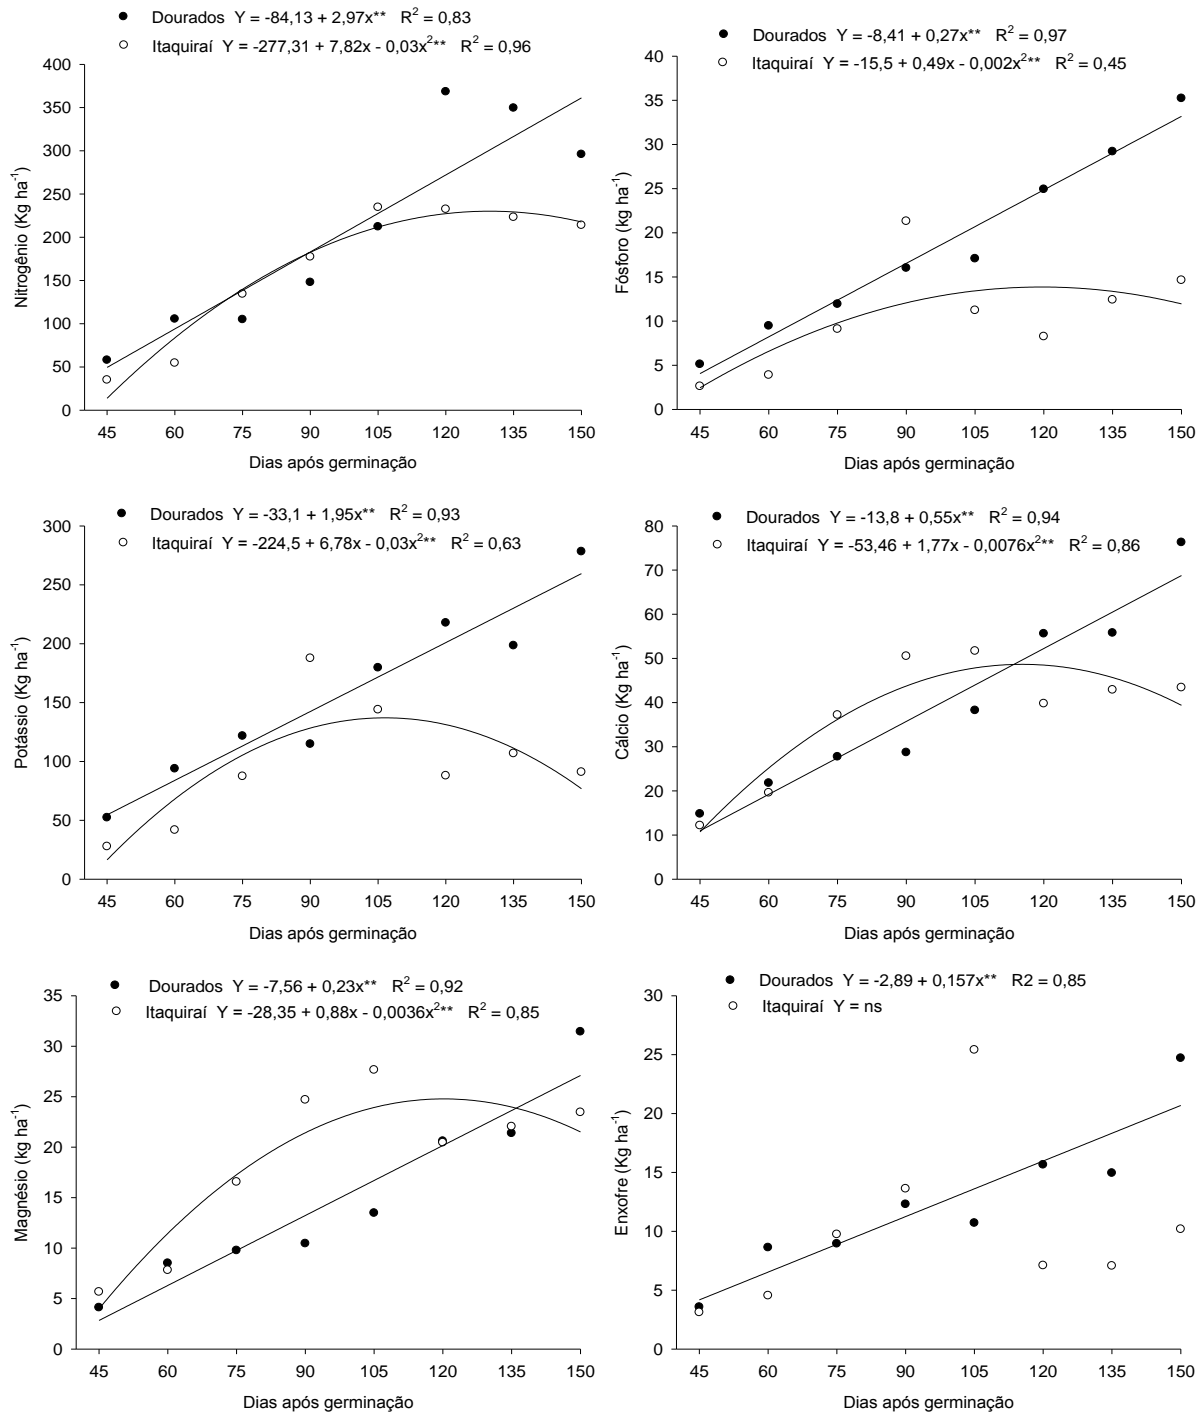 Dourados Y = -84,13 + 2,97x** R² = 0,83
Itaquiraí Y = -277,31 + 7,82x - 0,03x²** R² = 0,96
400
350
300
250
200
150
100
50
0
Nitrogênio (Kg ha⁻¹)
45 60 75 90 105 120 135 150
Dias após germinação
Dourados Y = -8,41 + 0,27x** R² = 0,97
Itaquiraí Y = -15,5 + 0,49x - 0,002x²** R² = 0,45
40
35
30
25
20
15
10
5
0
Fósforo (kg ha⁻¹)
45 60 75 90 105 120 135 150
Dias após germinação
Dourados Y = -33,1 + 1,95x** R² = 0,93
Itaquiraí Y = -224,5 + 6,78x - 0,03x²** R² = 0,63
300
250
200
150
100
50
0
Potássio (Kg ha⁻¹)
45 60 75 90 105 120 135 150
Dias após germinação
Dourados Y = -13,8 + 0,55x** R² = 0,94
Itaquiraí Y = -53,46 + 1,77x - 0,0076x²** R² = 0,86
80
70
60
50
40
30
20
10
0
Cálcio (Kg ha⁻¹)
45 60 75 90 105 120 135 150
Dias após germinação
Dourados Y = -7,56 + 0,23x** R² = 0,92
Itaquiraí Y = -28,35 + 0,88x - 0,0036x²** R² = 0,85
35
30
25
20
15
10
5
0
Magnésio (kg ha⁻¹)
45 60 75 90 105 120 135 150
Dias após germinação
Dourados Y = -2,89 + 0,157x** R2 = 0,85
Itaquiraí Y = ns
30
25
20
15
10
5
0
Enxofre (Kg ha⁻¹)
45 60 75 90 105 120 135 150
Dias após germinação